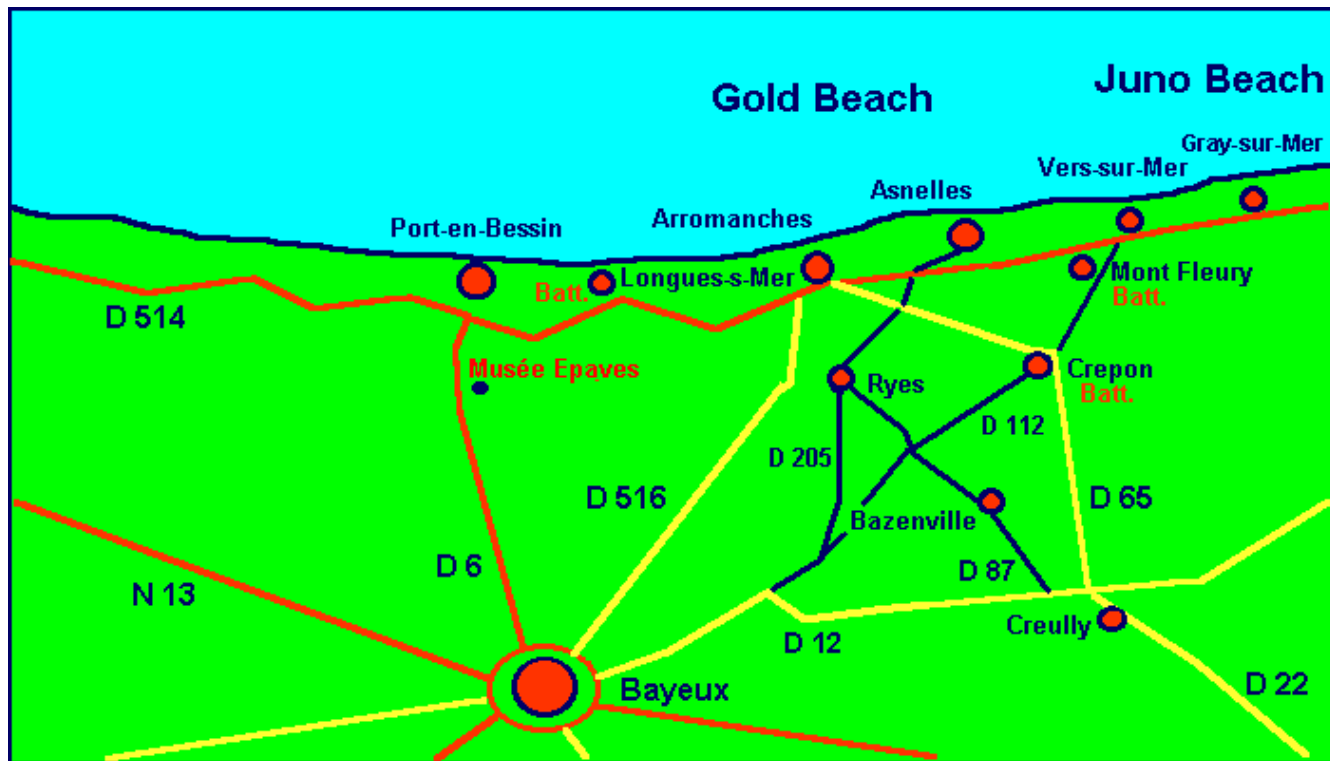 Juno Beach
Gold Beach
Gray-sur-Mer
Vers-sur-Mer
Asnelles
Arromanches
Port-en-Bessin
Longues-s-Mer
Mont Fleury
Batt.
Batt.
D 514
Musée Epaves
Crepon
Ryes
Batt.
D 112
D 205
D 516
D 65
Bazenville
D 6
D 87
N 13
Creully
D 12
Bayeux
D 22